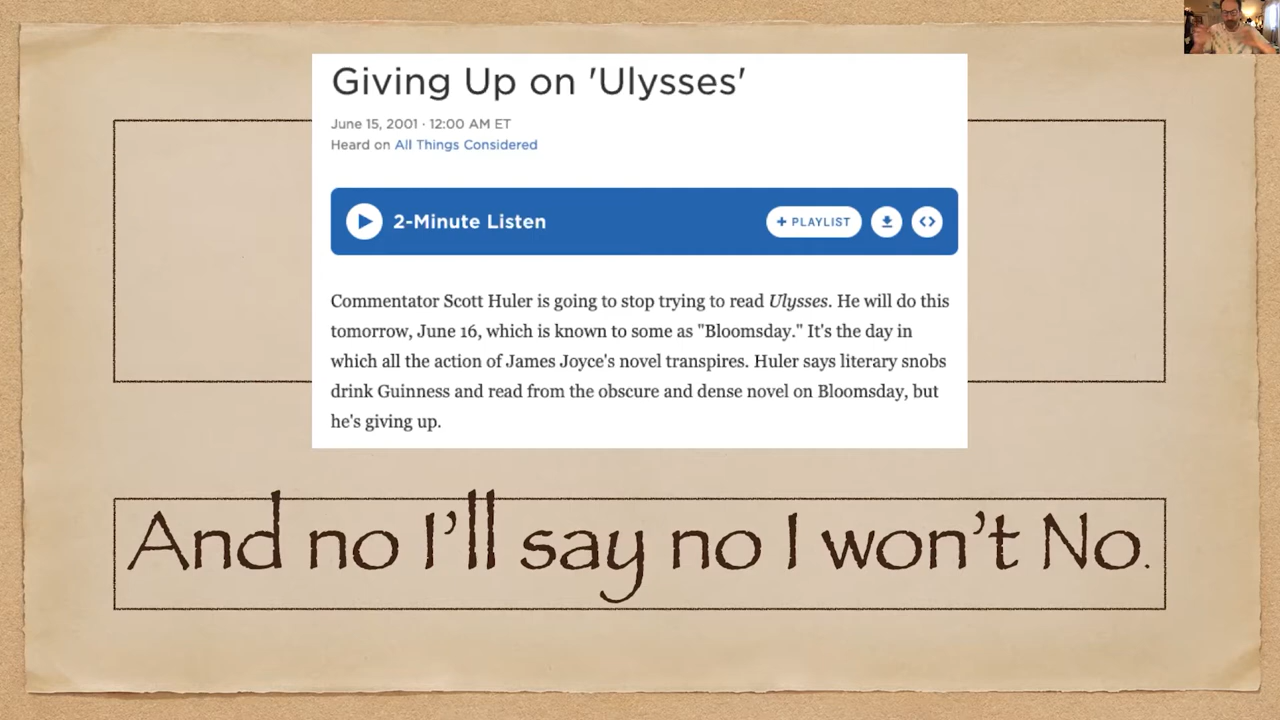 Giving Up on 'Ulysses'
June 15, 2001 · 12:00 AM ET
Heard on All Things Considered
2-Minute Listen
+ PLAYLIST
Commentator Scott Huler is going to stop trying to read Ulysses. He will do this
tomorrow, June 16, which is known to some as "Bloomsday." It's the day in
which all the action of James Joyce's novel transpires. Huler says literary snobs
drink Guinness and read from the obscure and dense novel on Bloomsday, but
he's giving up.
And no I'll say no I won't No.